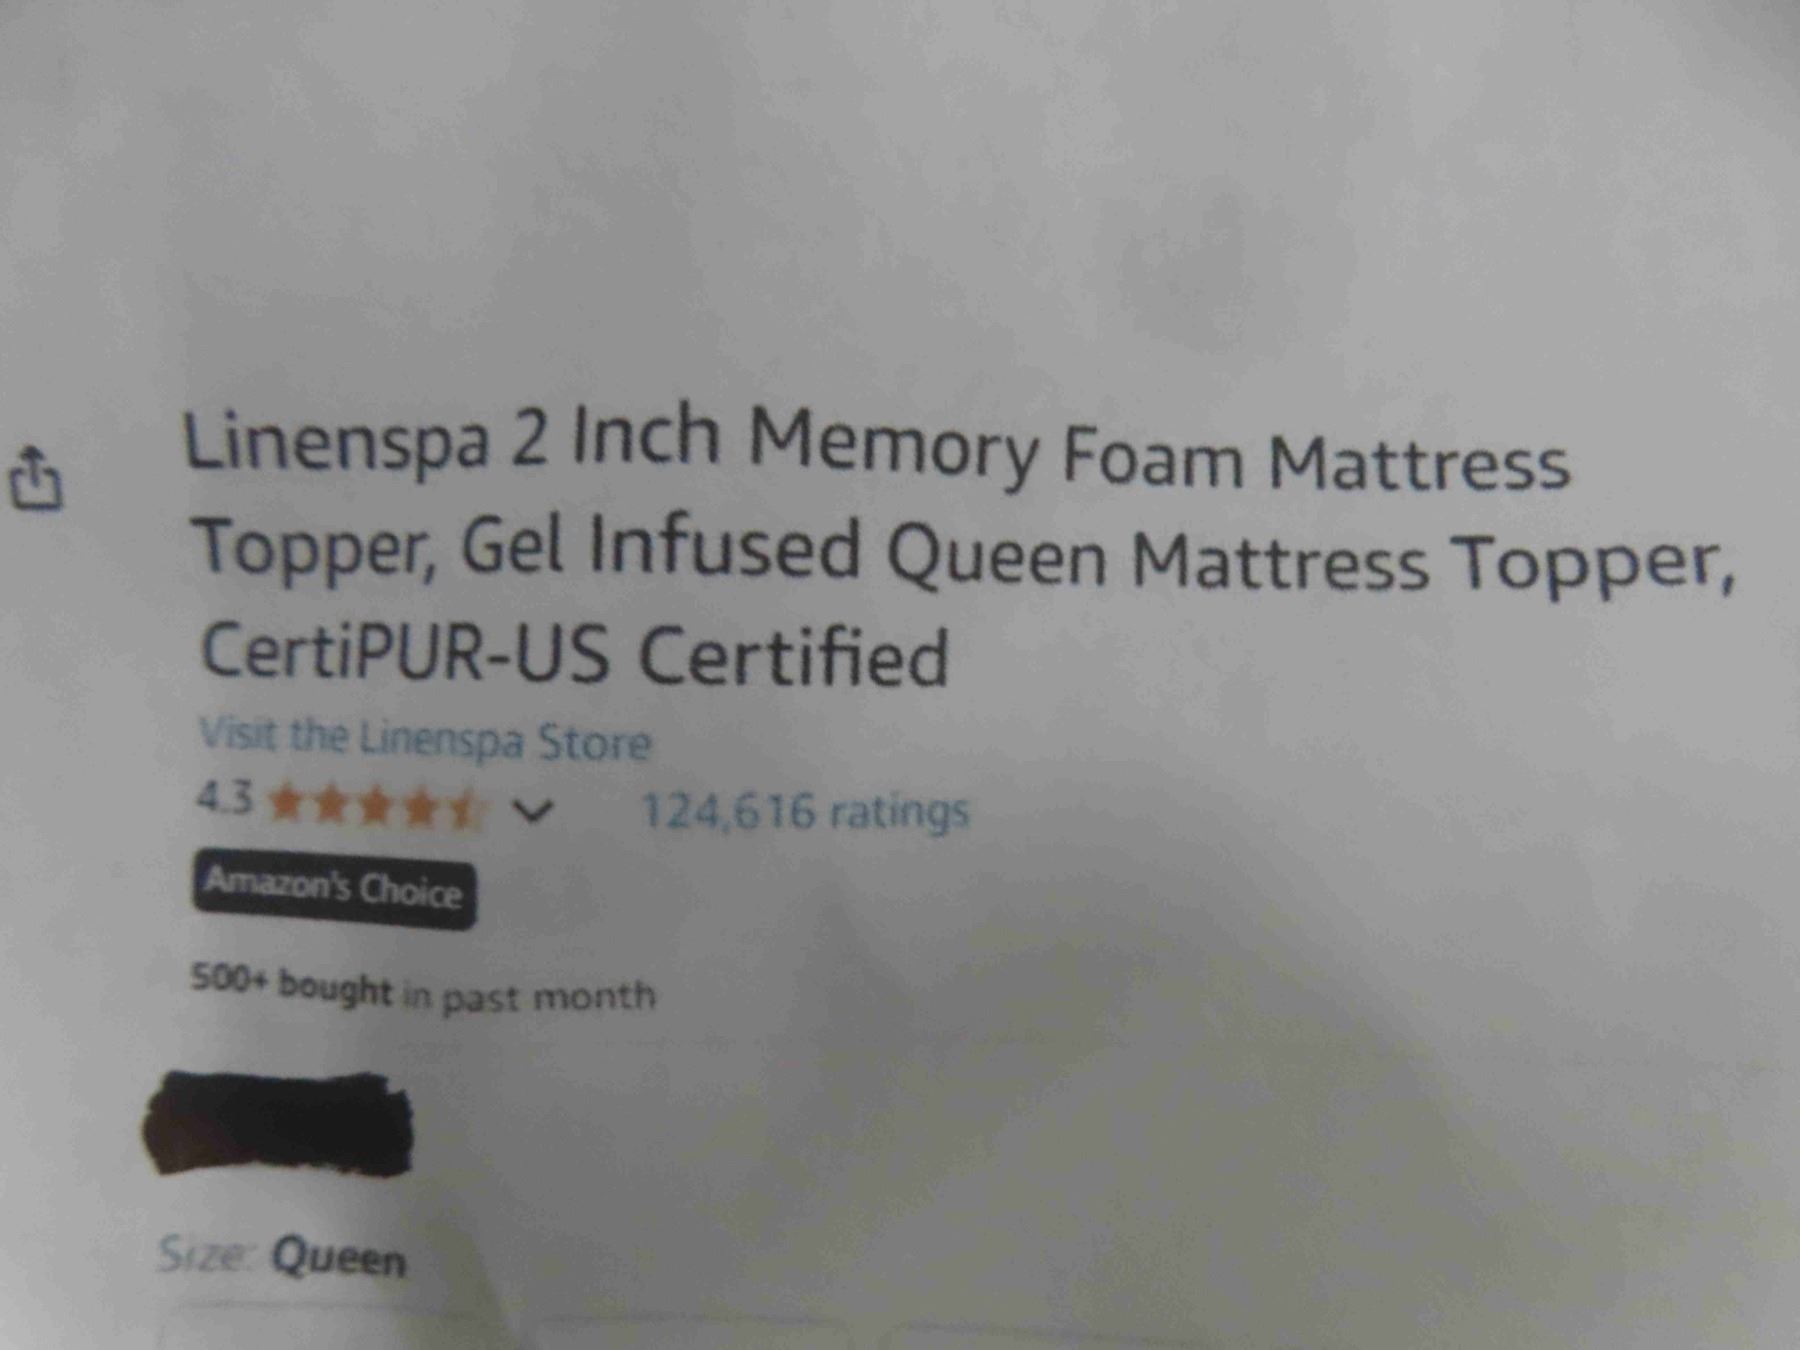 Linenspa 2 Inch Memory Foam Mattress
Topper, Gel Infused Queen Mattress Topper,
CertiPUR-US Certified
Visit the Linenspa Store
4.3 124,616 ratings
Amazon's Choice
500+ bought in past month
Size: Queen